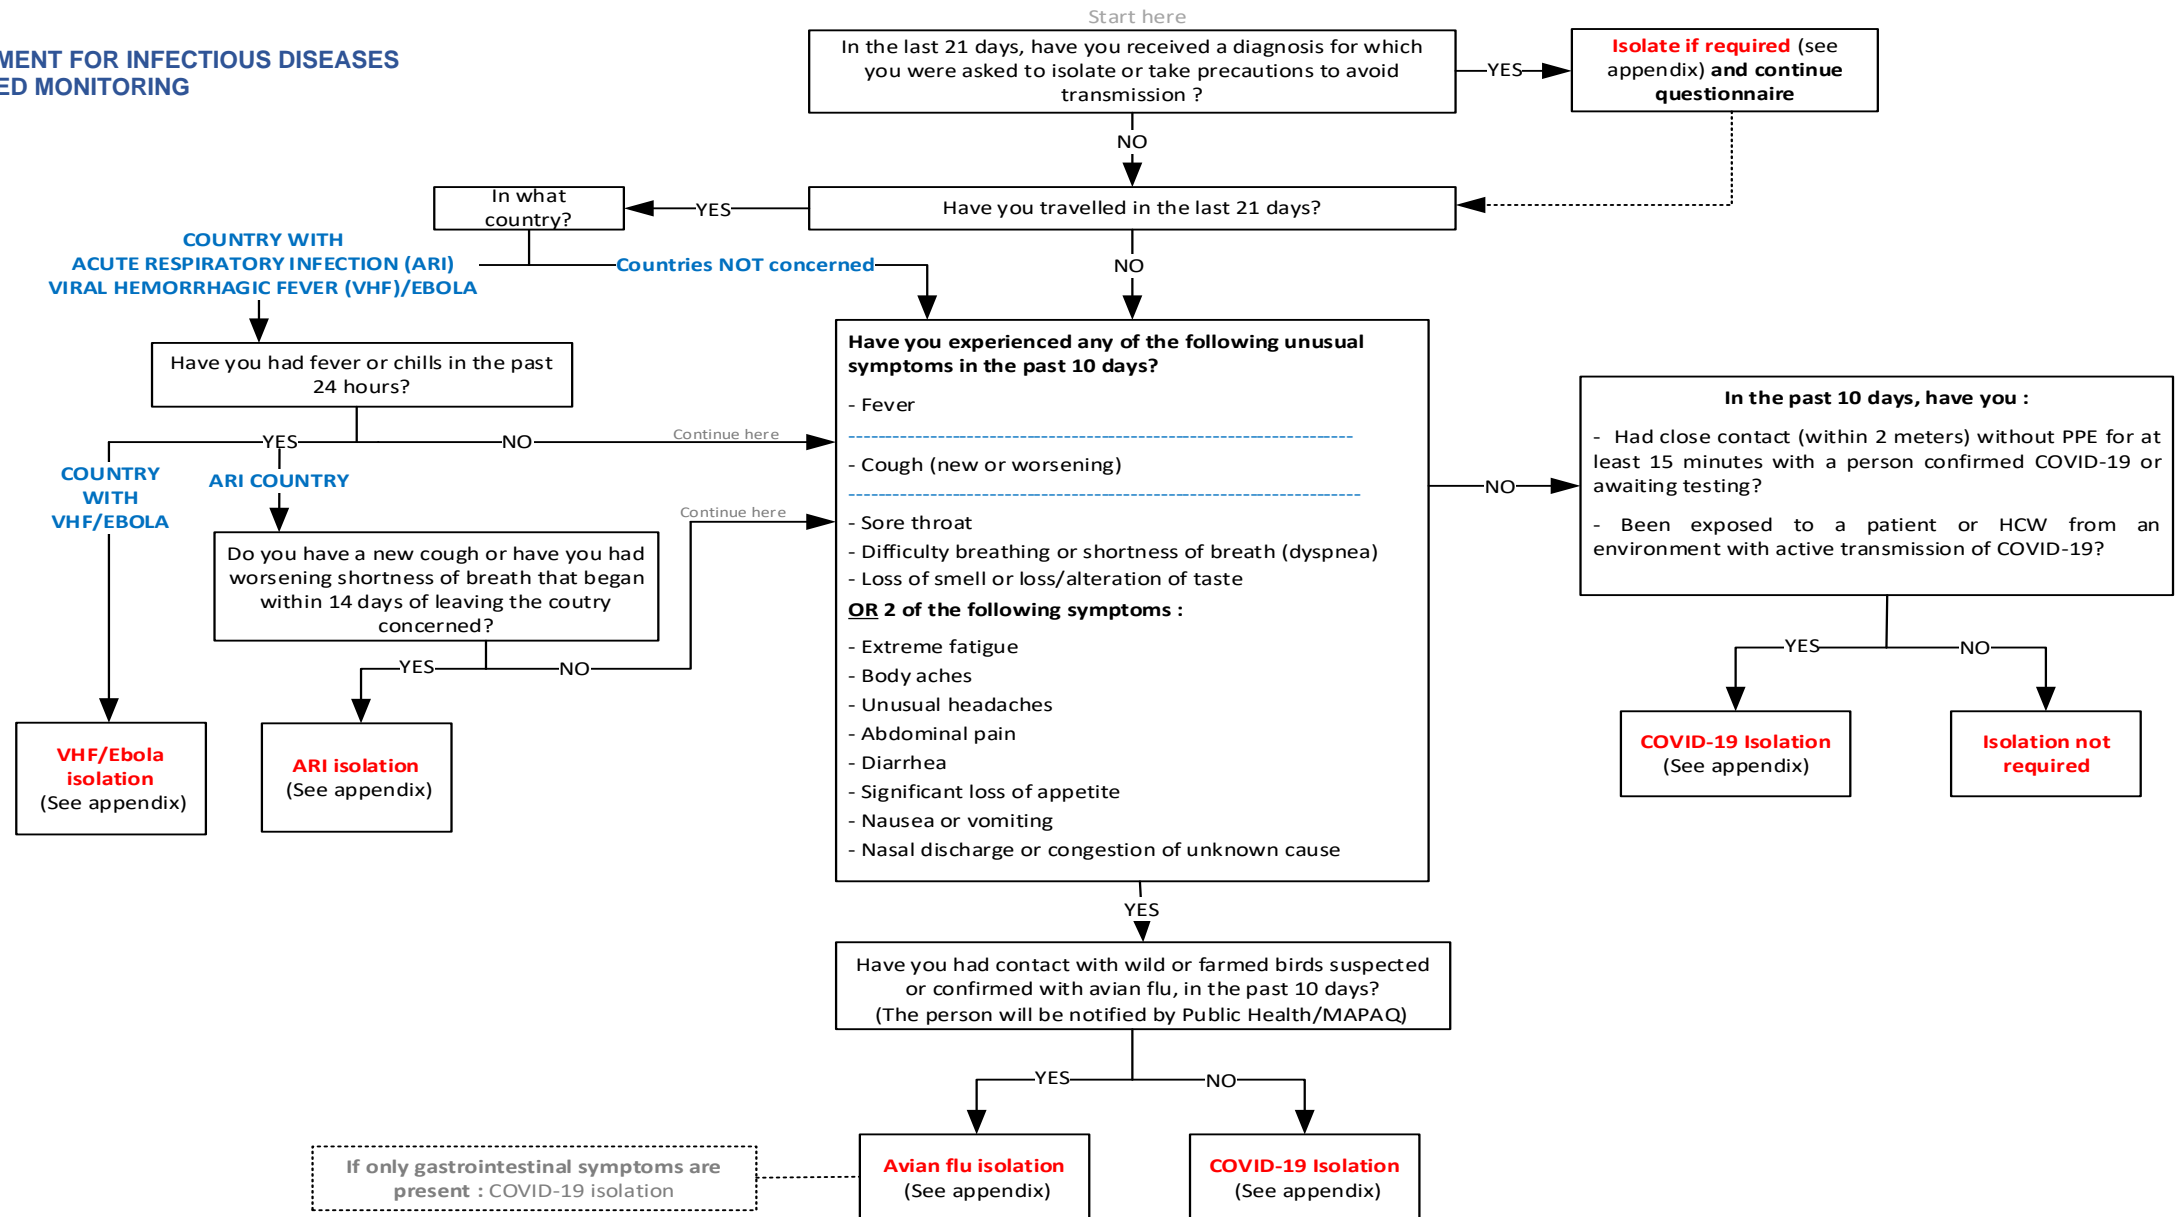 Start here
MENT FOR INFECTIOUS DISEASES
ED MONITORING
In the last 21 days, have you received a diagnosis for which
you were asked to isolate or take precautions to avoid
transmission ?
YES
Isolate if required (see
appendix) and continue
questionnaire
NO
In what
country?
YES
Have you travelled in the last 21 days?
COUNTRY WITH
ACUTE RESPIRATORY INFECTION (ARI)
VIRAL HEMORRHAGIC FEVER (VHF)/EBOLA
Countries NOT concerned
NO
Have you had fever or chills in the past
24 hours?
YES
NO
Continue here
COUNTRY
WITH
VHF/EBOLA
ARI COUNTRY
Continue here
Do you have a new cough or have you had
worsening shortness of breath that began
within 14 days of leaving the coutry
concerned?
YES
NO
VHF/Ebola
isolation
(See appendix)
ARI isolation
(See appendix)
Have you experienced any of the following unusual
symptoms in the past 10 days?
- Fever
- Cough (new or worsening)
- Sore throat
- Difficulty breathing or shortness of breath (dyspnea)
- Loss of smell or loss/alteration of taste
OR 2 of the following symptoms :
- Extreme fatigue
- Body aches
- Unusual headaches
- Abdominal pain
- Diarrhea
- Significant loss of appetite
- Nausea or vomiting
- Nasal discharge or congestion of unknown cause
NO
In the past 10 days, have you :
- Had close contact (within 2 meters) without PPE for at
least 15 minutes with a person confirmed COVID-19 or
awaiting testing?
- Been exposed to a patient or HCW from an
environment with active transmission of COVID-19?
YES
NO
COVID-19 Isolation
(See appendix)
Isolation not
required
YES
Have you had contact with wild or farmed birds suspected
or confirmed with avian flu, in the past 10 days?
(The person will be notified by Public Health/MAPAQ)
YES
NO
If only gastrointestinal symptoms are
present : COVID-19 isolation
Avian flu isolation
(See appendix)
COVID-19 Isolation
(See appendix)